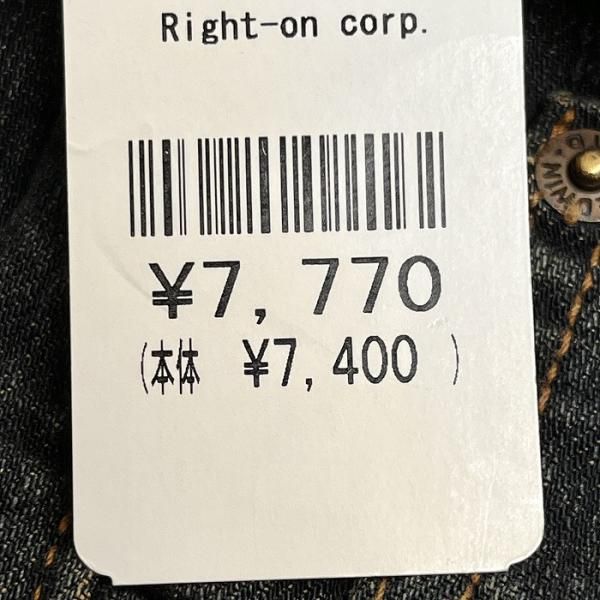 Right-on corp.
¥7,770
(本体 ¥7,400 )